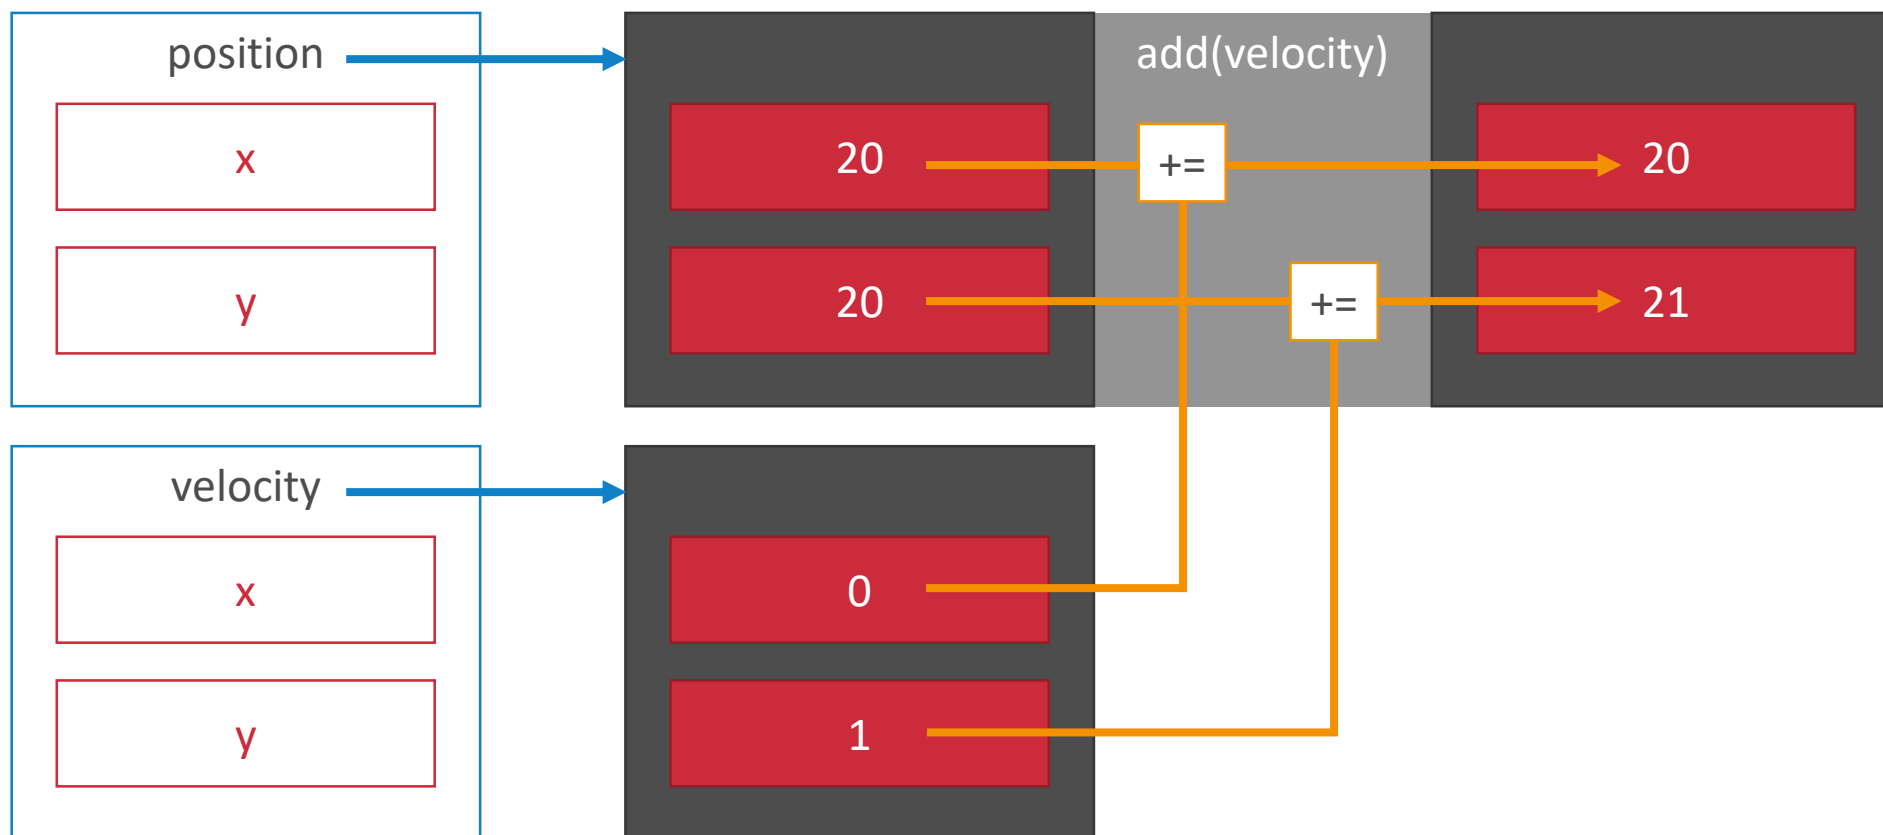 position
add(velocity)
x
20
+=
20
y
20
+=
21
velocity
x
0
y
1